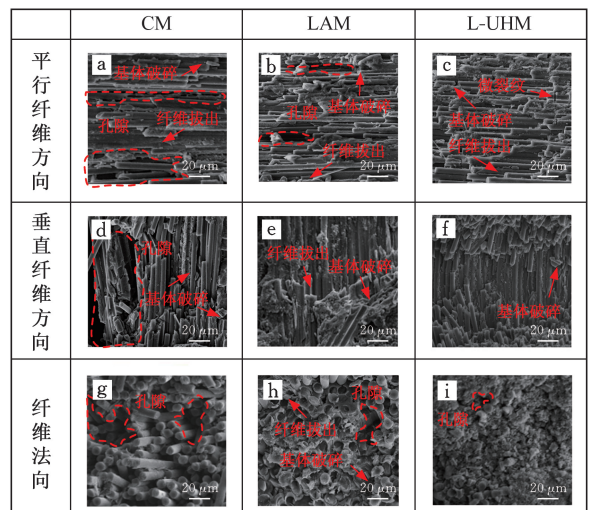 CM LAM L-UHM
平行纤维方向
a
基体破碎
纤维拔出
孔隙
20 μm
b
孔隙
基体破碎
纤维拔出
20 μm
c
微裂纹
基体破碎
纤维拔出
20 μm
垂直纤维方向
d
孔隙
基体破碎
20 μm
e
纤维拔出
基体破碎
20 μm
f
基体破碎
20 μm
纤维法向
g
孔隙
20 μm
h
孔隙
纤维拔出
基体破碎
20 μm
i
孔隙
20 μm